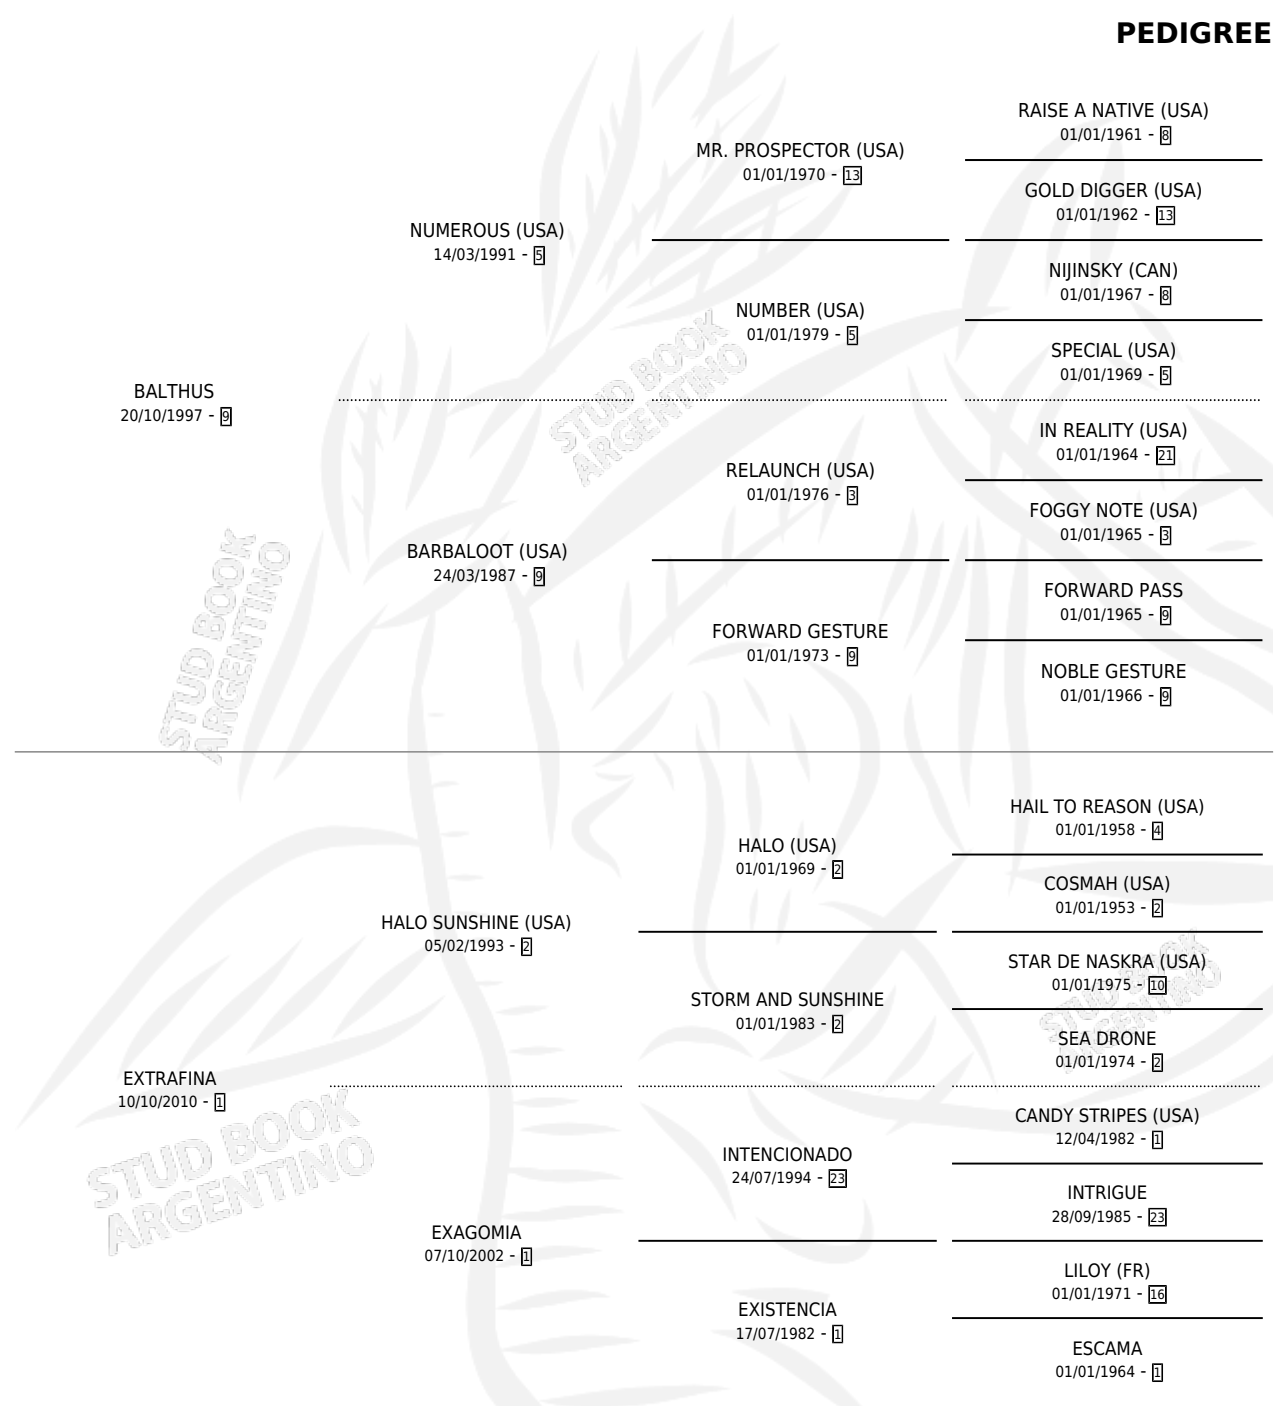 PEDIGREE
RAISE A NATIVE (USA)
01/01/1961 - 8
MR. PROSPECTOR (USA)
01/01/1970 - 13
GOLD DIGGER (USA)
01/01/1962 - 13
NUMEROUS (USA)
14/03/1991 - 5
NIJINSKY (CAN)
01/01/1967 - 8
NUMBER (USA)
01/01/1979 - 5
SPECIAL (USA)
01/01/1969 - 5
BALTHUS
20/10/1997 - 9
IN REALITY (USA)
01/01/1964 - 21
RELAUNCH (USA)
01/01/1976 - 3
FOGGY NOTE (USA)
01/01/1965 - 3
BARBALOOT (USA)
24/03/1987 - 9
FORWARD PASS
01/01/1965 - 9
FORWARD GESTURE
01/01/1973 - 9
NOBLE GESTURE
01/01/1966 - 9
HAIL TO REASON (USA)
01/01/1958 - 4
HALO (USA)
01/01/1969 - 2
COSMAH (USA)
01/01/1953 - 2
HALO SUNSHINE (USA)
05/02/1993 - 2
STAR DE NASKRA (USA)
01/01/1975 - 10
STORM AND SUNSHINE
01/01/1983 - 2
SEA DRONE
01/01/1974 - 2
EXTRAFINA
10/10/2010 - 1
CANDY STRIPES (USA)
12/04/1982 - 1
INTENCIONADO
24/07/1994 - 23
INTRIGUE
28/09/1985 - 23
EXAGOMIA
07/10/2002 - 1
LILOY (FR)
01/01/1971 - 16
EXISTENCIA
17/07/1982 - 1
ESCAMA
01/01/1964 - 1
STUD BOOK
ARGENTINO
STUD BOOK
ARGENTINO
STUD BOOK
ARGENTINO
STUD BOOK
ARGENTINO